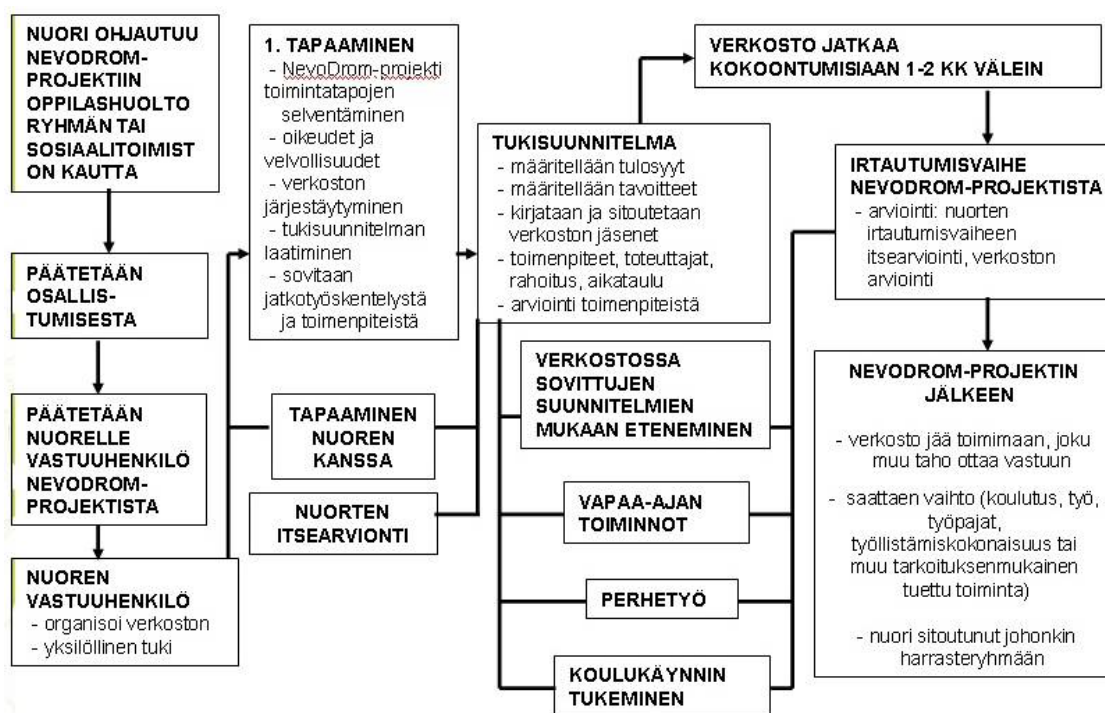 NUORI OHJAUTUU
NEVODROM-
PROJEKTIIN
OPPILASHUOLTO
RYHMÄN TAI
SOSIAALITOIMIST
ON KAUTTA
PÄÄTETÄÄN
OSALLIS-
TUMISESTA
PÄÄTETÄÄN
NUORELLE
VASTUUHENKILÖ
NEVODROM-
PROJEKTISTA
NUOREN
VASTUUHENKILÖ
- organisoi verkoston
- yksilöllinen tuki
1. TAPAAMINEN
- NevoDrom-projekti
toimintatapojen
selventäminen
- oikeudet ja
velvollisuudet
- verkoston
järjestäytyminen
- tukisuunnitelman
laatiminen
- sovitaan
jatkotyöskentelystä
ja toimenpiteistä
TAPAAMINEN
NUOREN
KANSSA
NUORTEN
ITSEARVIONTI
TUKISUUNNITELMA
- määritellään tulosyyt
- määritellään tavoitteet
- kirjataan ja sitoutetaan
verkoston jäsenet
- toimenpiteet, toteuttajat,
rahoitus, aikataulu
- arviointi toimenpiteistä
VERKOSTOSSA
SOVITTUJEN
SUUNNITELMIEN
MUKAAN ETENEMINEN
VAPAA-AJAN
TOIMINNOT
PERHETYÖ
KOULUKÄYNNIN
TUKEMINEN
VERKOSTO JATKAA
KOKOONTUMISIAAN 1-2 KK VÄLEIN
IRTAUTUMISVAIHE
NEVODROM-PROJEKTISTA
- arviointi: nuorten
irtautumisvaiheen
itsearviointi, verkoston
arviointi
NEVODROM-PROJEKTIN
JÄLKEEN
- verkosto jää toimimaan, joku
muu taho ottaa vastuun
- saattaen vaihto (koulutus, työ,
työpajat,
työllistämiskokonaisuus tai
muu tarkoituksenmukainen
tuettu toiminta)
- nuori sitoutunut johonkin
harrasteryhmään